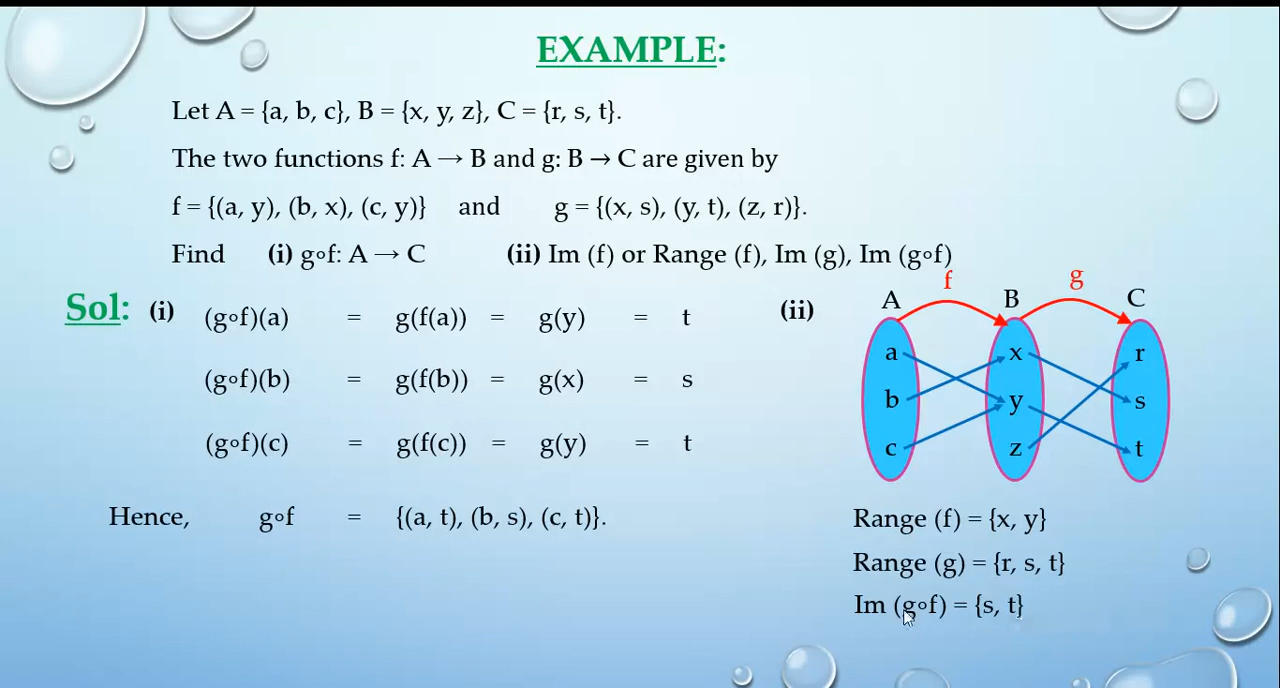 EXAMPLE:
Let A = {a, b, c}, B = {x, y, z}, C = {r, s, t}.
The two functions f: A → B and g: B → C are given by
f = {(a, y), (b, x), (c, y)} and g = {(x, s), (y, t), (z, r)}.
Find (i) g∘f: A → C (ii) Im (f) or Range (f), Im (g), Im (g∘f)
Sol: (i) (g∘f)(a) = g(f(a)) = g(y) = t
(g∘f)(b) = g(f(b)) = g(x) = s
(g∘f)(c) = g(f(c)) = g(y) = t
Hence, g∘f = {(a, t), (b, s), (c, t)}.
(ii)
f g
A B C
a x r
b y s
c z t
Range (f) = {x, y}
Range (g) = {r, s, t}
Im (g∘f) = {s, t}